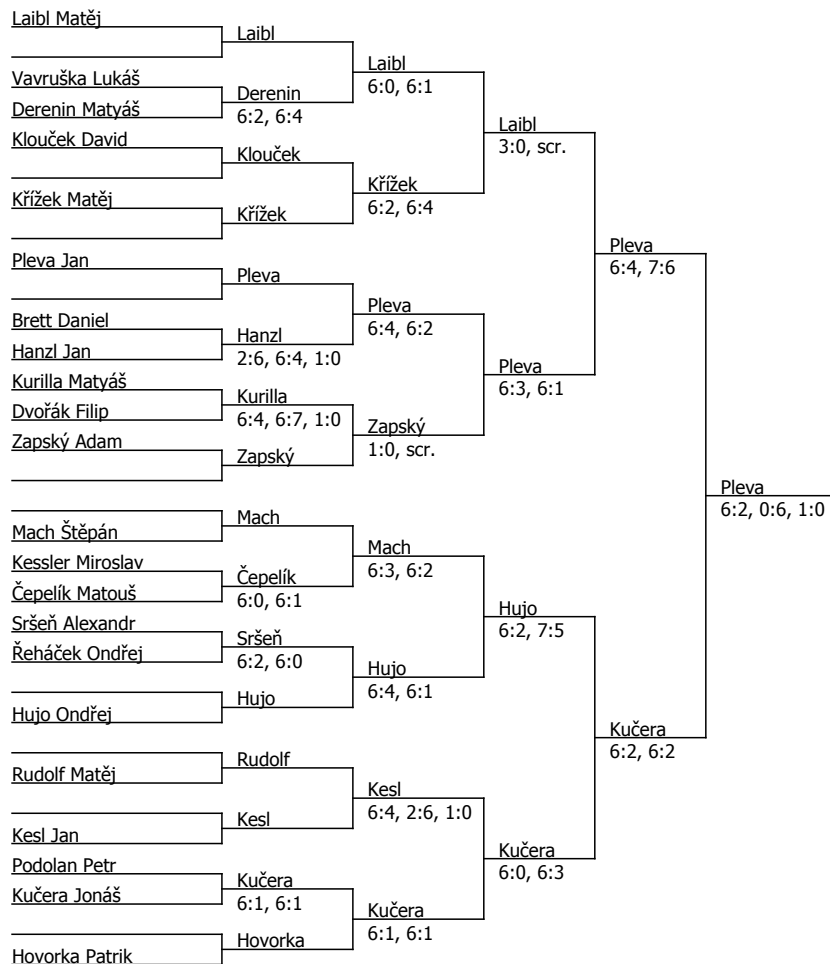 Laibl Matěj
Vavruška Lukáš
Derenin Matyáš
Klouček David
Křížek Matěj
Pleva Jan
Brett Daniel
Hanzl Jan
Kurilla Matyáš
Dvořák Filip
Zapský Adam
Mach Štěpán
Kessler Miroslav
Čepelík Matouš
Sršeň Alexandr
Řeháček Ondřej
Hujo Ondřej
Rudolf Matěj
Kesl Jan
Podolan Petr
Kučera Jonáš
Hovorka Patrik
Laibl
Derenin
6:2, 6:4
Klouček
Křížek
Pleva
Hanzl
2:6, 6:4, 1:0
Kurilla
6:4, 6:7, 1:0
Zapský
Mach
Čepelík
6:0, 6:1
Sršeň
6:2, 6:0
Hujo
Rudolf
Kesl
Kučera
6:1, 6:1
Hovorka
Laibl
6:0, 6:1
Křížek
6:2, 6:4
Pleva
6:4, 6:2
Zapský
1:0, scr.
Mach
6:3, 6:2
Hujo
6:4, 6:1
Kesl
6:4, 2:6, 1:0
Kučera
6:1, 6:1
Laibl
3:0, scr.
Pleva
6:3, 6:1
Hujo
6:2, 7:5
Kučera
6:0, 6:3
Pleva
6:4, 7:6
Kučera
6:2, 6:2
Pleva
6:2, 0:6, 1:0